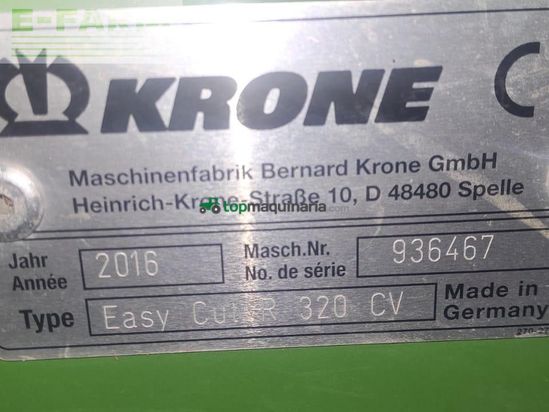 KRONE
Maschinenfabrik Bernard Krone GmbH
Heinrich-Krone-Straße 10, D 48480 Spelle
topmaquinaria.com
Jahr
Année
2016
Masch.Nr.
No. de série
936467
Type
Easy Cut R 320 CV
Made in
Germany